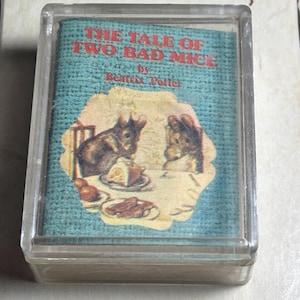 THE TALE OF
TWO BAD MICE
by
Beatrix Potter